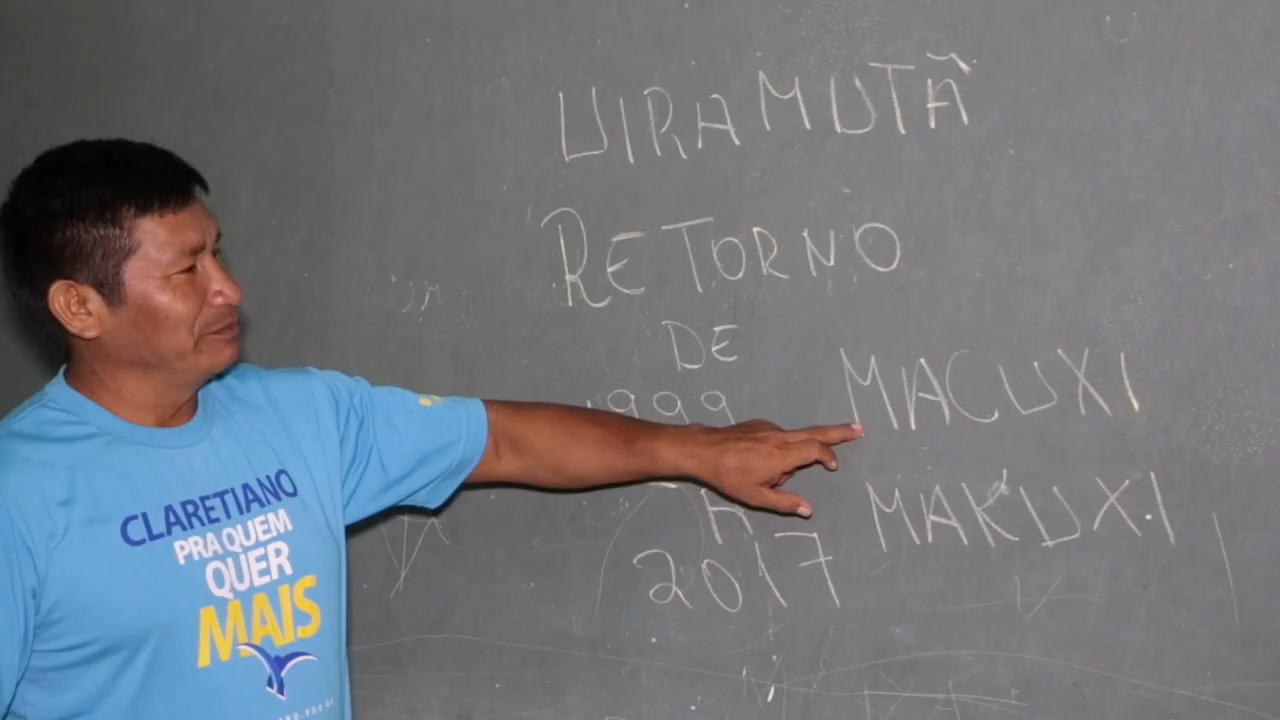 UIRAMUTÃ
RETORNO
DE
1999
A
2017
MACUXI
MAKUXI
CLARETIANO
PRA QUEM
QUER
MAIS